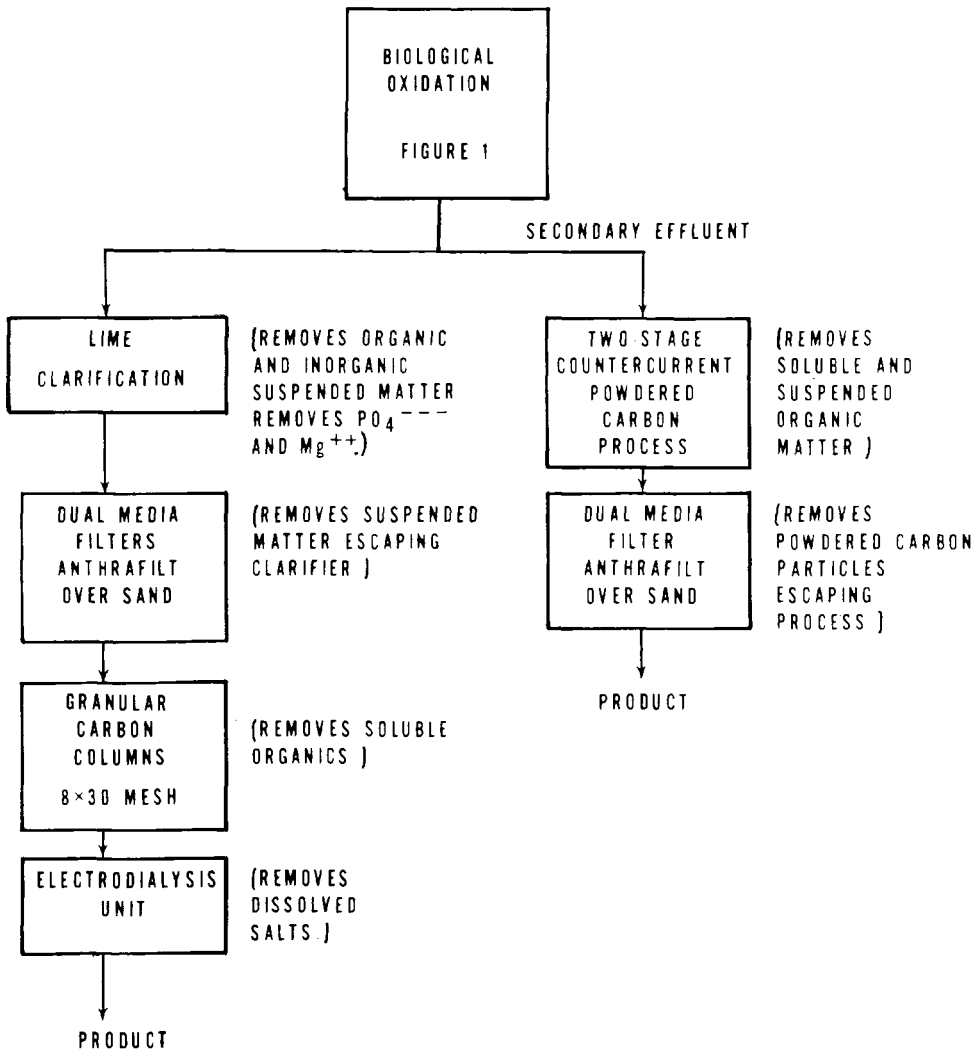 BIOLOGICAL
OXIDATION
FIGURE 1
SECONDARY EFFLUENT
LIME
CLARIFICATION
(REMOVES ORGANIC
AND INORGANIC
SUSPENDED MATTER
REMOVES PO₄⁻⁻⁻
AND Mg⁺⁺.)
DUAL MEDIA
FILTERS
ANTHRAFILT
OVER SAND
(REMOVES SUSPENDED
MATTER ESCAPING
CLARIFIER )
GRANULAR
CARBON
COLUMNS
8×30 MESH
(REMOVES SOLUBLE
ORGANICS )
ELECTRODIALYSIS
UNIT
(REMOVES
DISSOLVED
SALTS.)
PRODUCT
TWO STAGE
COUNTERCURRENT
POWDERED
CARBON
PROCESS
(REMOVES
SOLUBLE AND
SUSPENDED
ORGANIC
MATTER )
DUAL MEDIA
FILTER
ANTHRAFILT
OVER SAND
(REMOVES
POWDERED CARBON
PARTICLES
ESCAPING
PROCESS )
PRODUCT